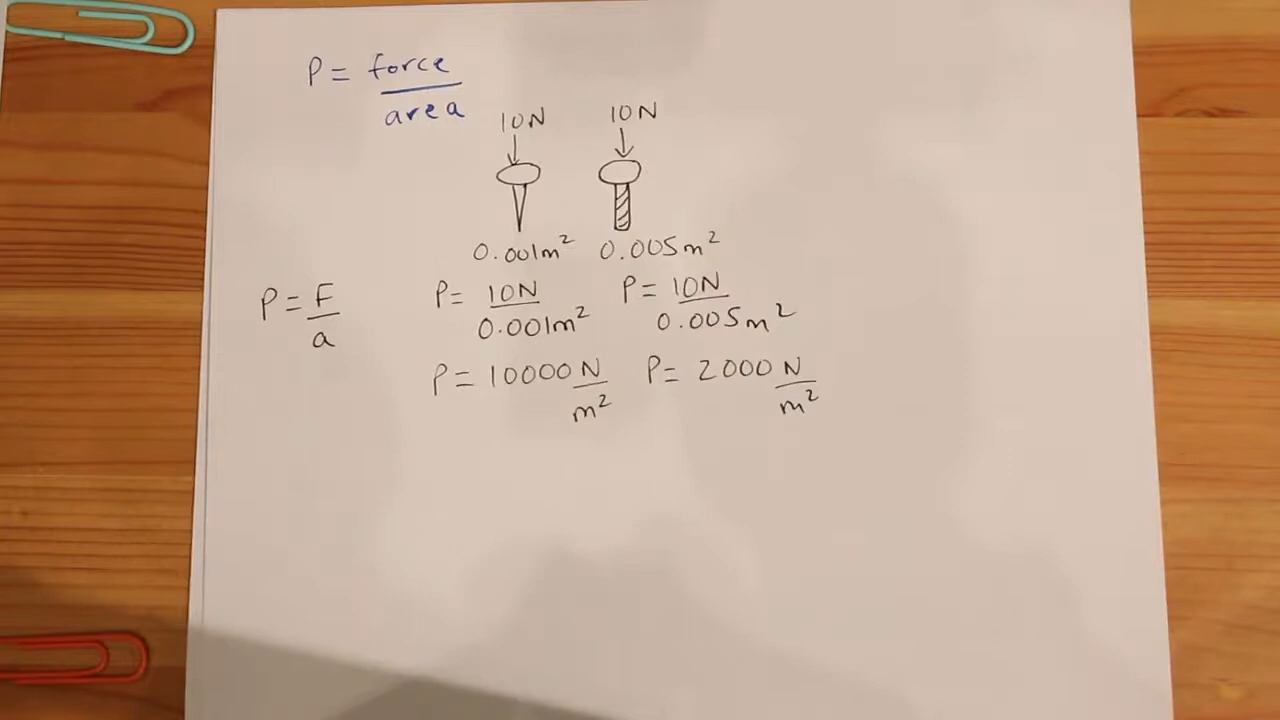 P = force
area
10N 10N
0.001m² 0.005m²
P = F
a
P = 10N
0.001m²
P = 10N
0.005m²
P = 10000 N
m²
P = 2000 N
m²